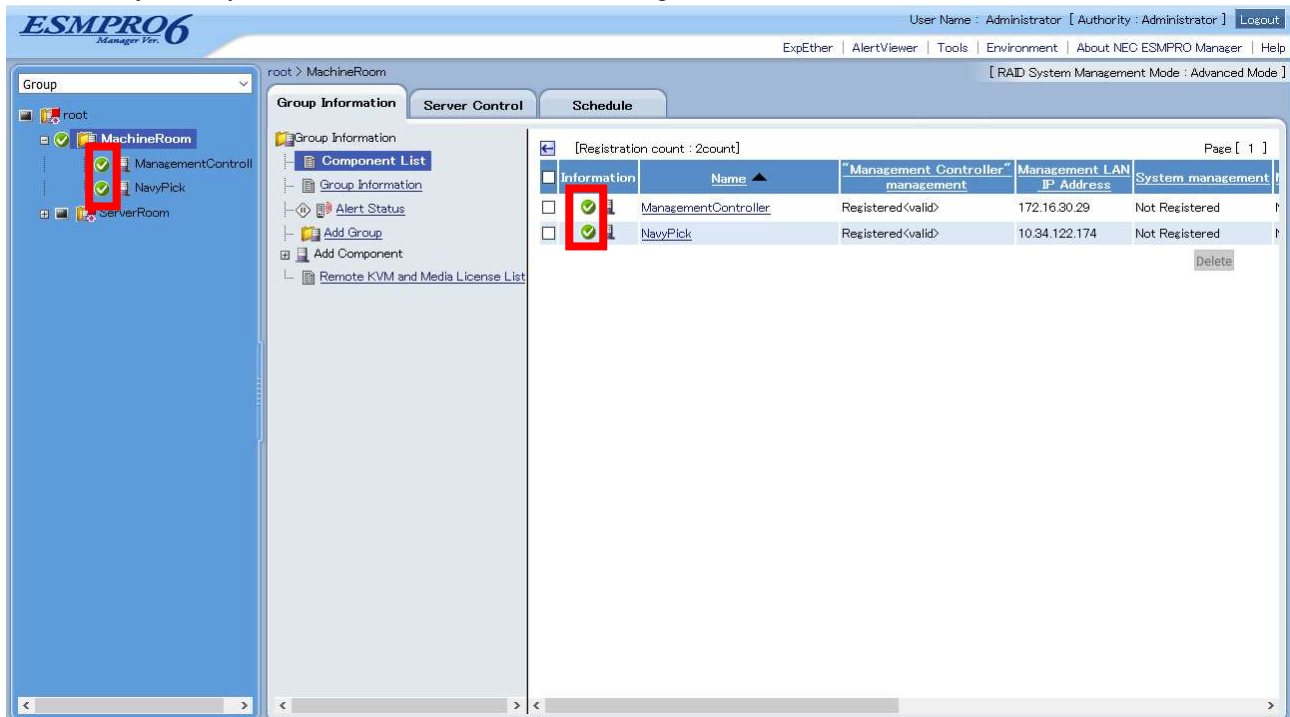 ESMPRO6
Manager Ver.
User Name : Administrator [ Authority : Administrator ] Logout
ExpEther | AlertViewer | Tools | Environment | About NEC ESMPRO Manager | Help
Group
root > MachineRoom
[ RAID System Management Mode : Advanced Mode ]
root
MachineRoom
ManagementControll
NavyPick
ServerRoom
Group Information
Server Control
Schedule
Group Information
Component List
Group Information
Alert Status
Add Group
Add Component
Remote KVM and Media License List
[Registration count : 2count]
Page [ 1 ]
Information Name ▲ "Management Controller" management Management LAN IP Address System management
ManagementController Registered<valid> 172.16.30.29 Not Registered
NavyPick Registered<valid> 10.34.122.174 Not Registered
Delete